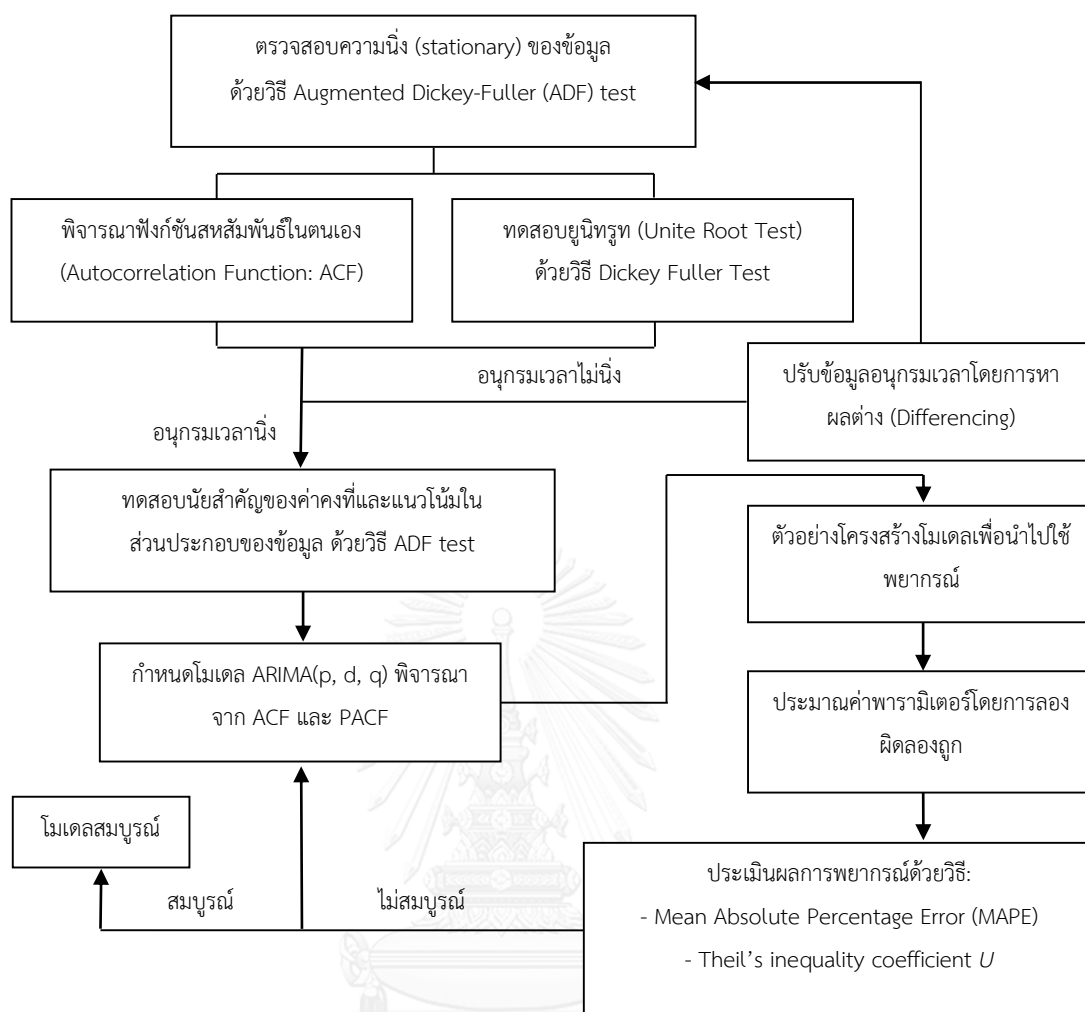 ตรวจสอบความนิ่ง (stationary) ของข้อมูล
ด้วยวิธี Augmented Dickey-Fuller (ADF) test
พิจารณาฟังก์ชันสหสัมพันธ์ในตนเอง
(Autocorrelation Function: ACF)
ทดสอบยูนิทรูท (Unite Root Test)
ด้วยวิธี Dickey Fuller Test
อนุกรมเวลาไม่นิ่ง
ปรับข้อมูลอนุกรมเวลาโดยการหา
ผลต่าง (Differencing)
อนุกรมเวลานิ่ง
ทดสอบนัยสำคัญของค่าคงที่และแนวโน้มใน
ส่วนประกอบของข้อมูล ด้วยวิธี ADF test
ตัวอย่างโครงสร้างโมเดลเพื่อนำไปใช้
พยากรณ์
กำหนดโมเดล ARIMA(p, d, q) พิจารณา
จาก ACF และ PACF
ประมาณค่าพารามิเตอร์โดยการลอง
ผิดลองถูก
โมเดลสมบูรณ์
สมบูรณ์
ไม่สมบูรณ์
ประเมินผลการพยากรณ์ด้วยวิธี:
- Mean Absolute Percentage Error (MAPE)
- Theil’s inequality coefficient U